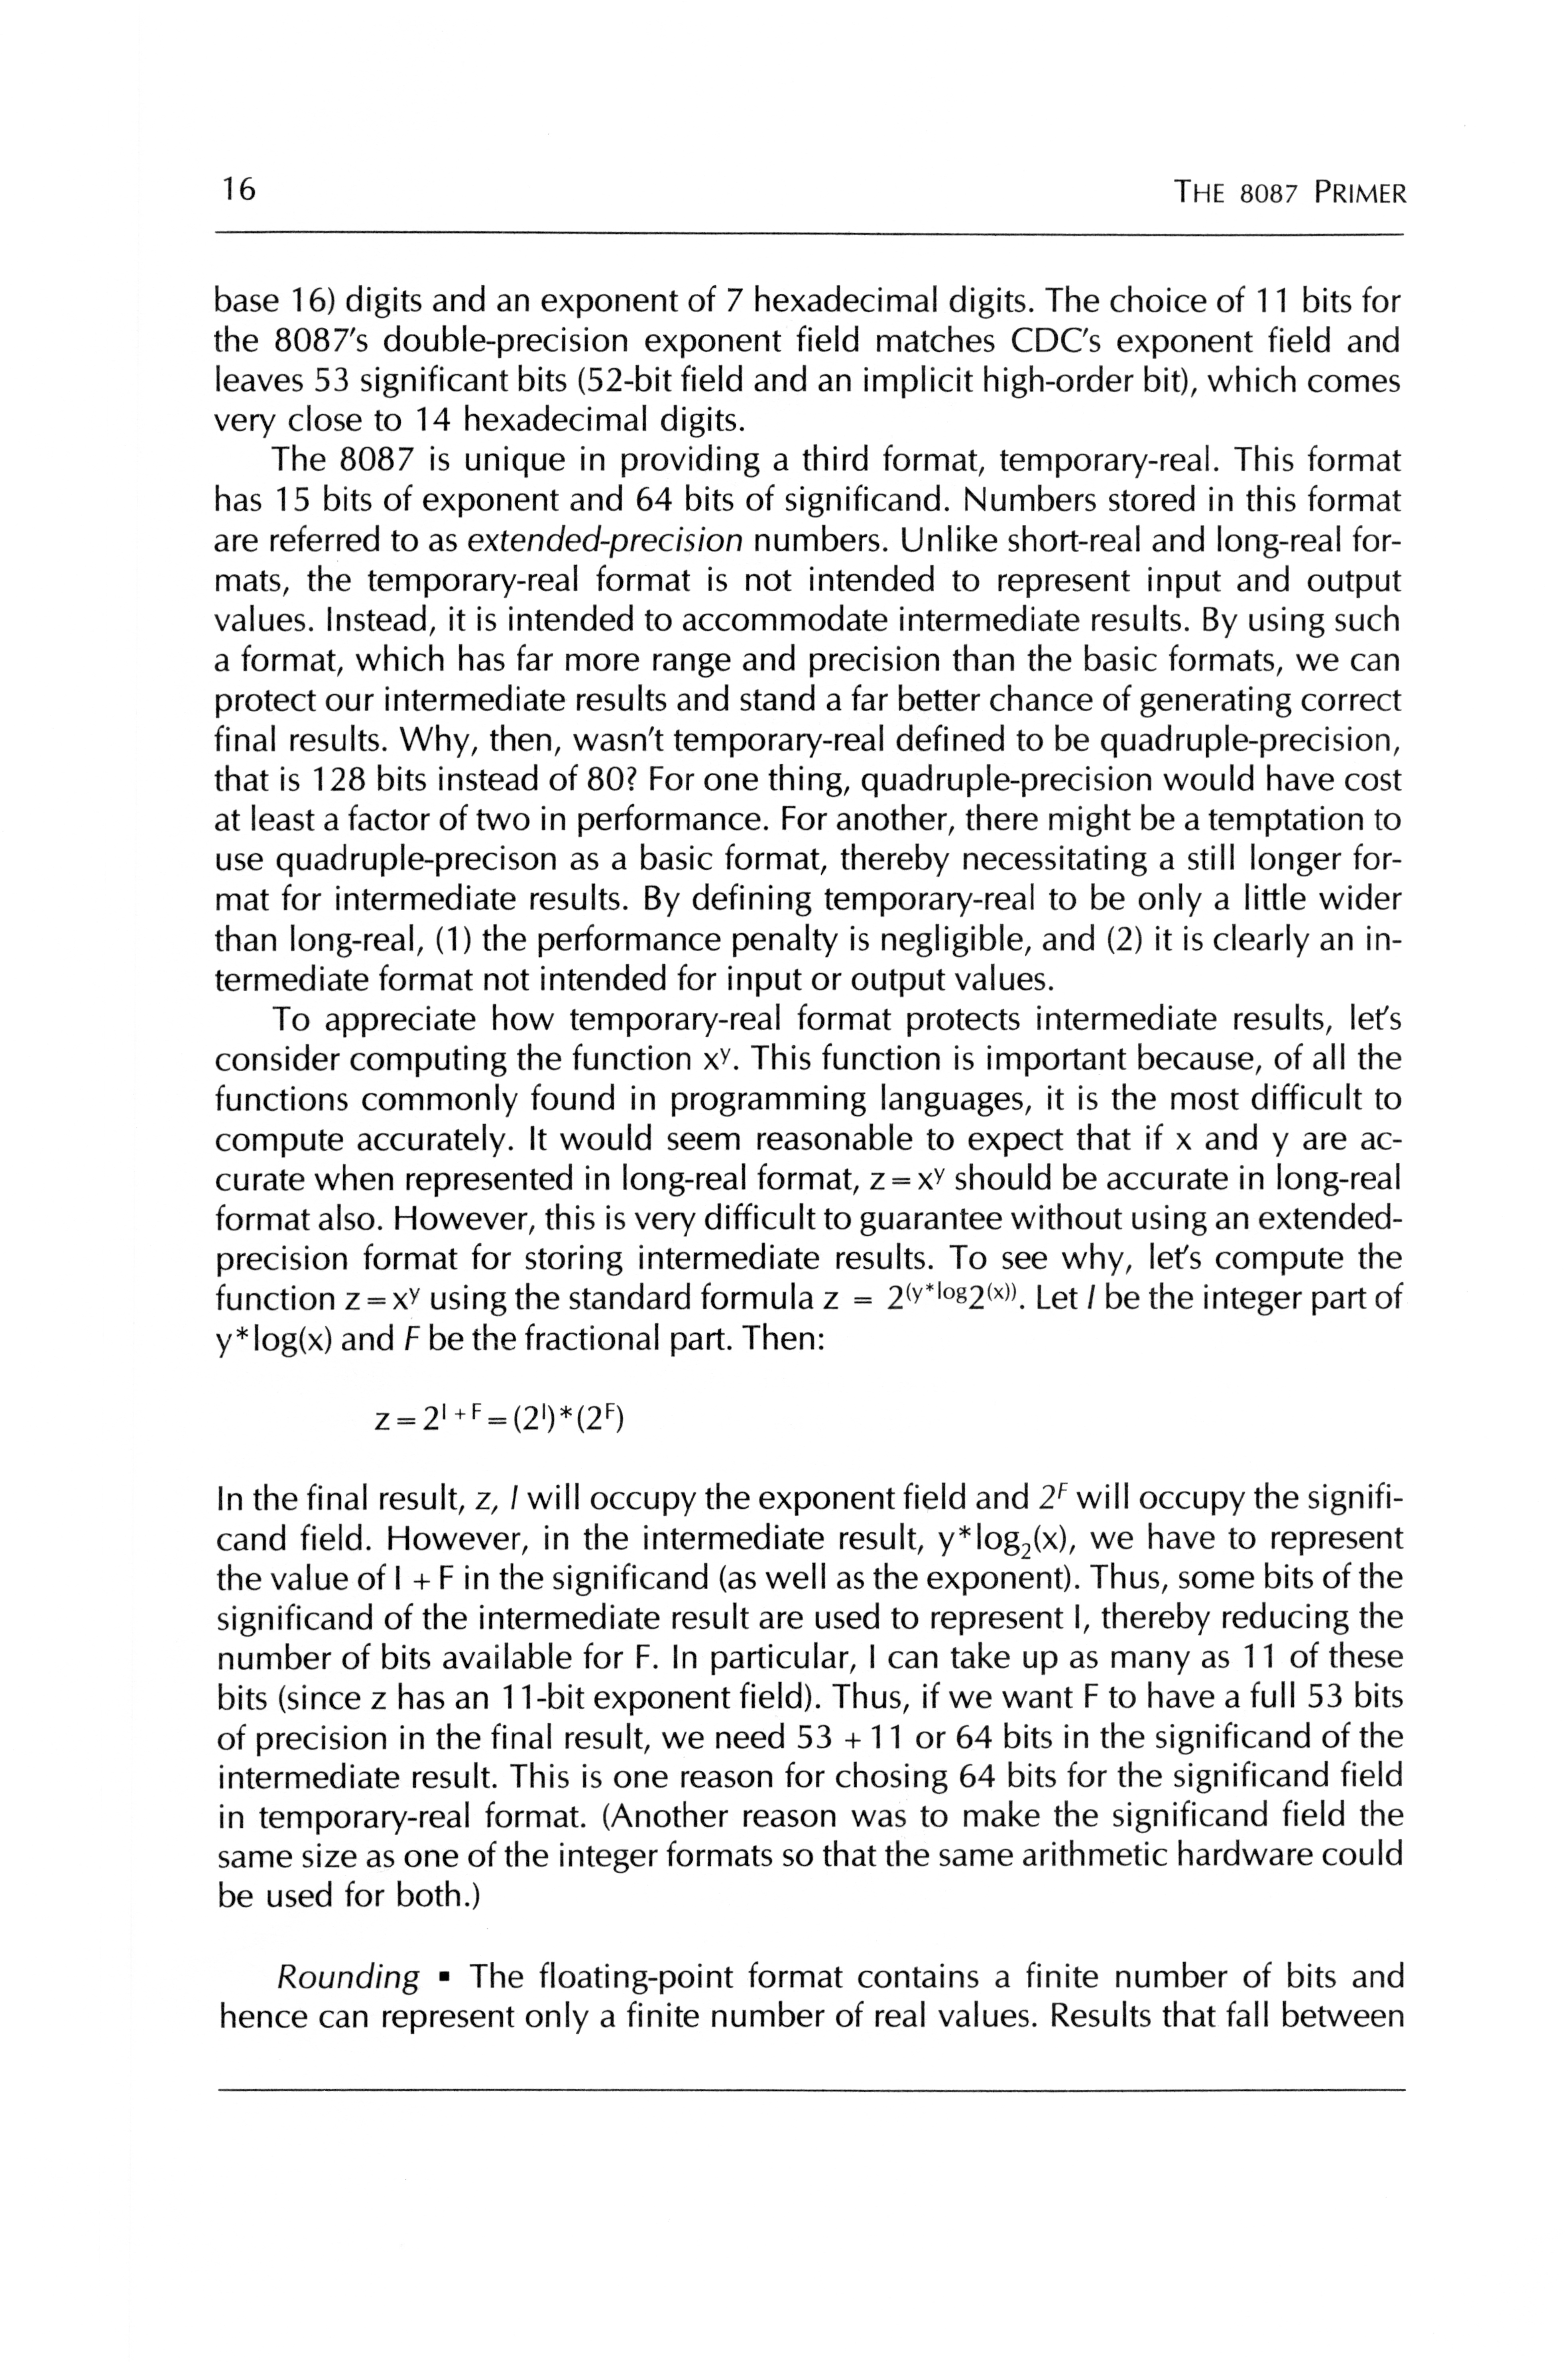 16 THE 8087 PRIMER
base 16) digits and an exponent of 7 hexadecimal digits. The choice of 11 bits for
the 8087's double-precision exponent field matches CDC's exponent field and
leaves 53 significant bits (52-bit field and an implicit high-order bit), which comes
very close to 14 hexadecimal digits.
The 8087 is unique in providing a third format, temporary-real. This format
has 15 bits of exponent and 64 bits of significand. Numbers stored in this format
are referred to as extended-precision numbers. Unlike short-real and long-real for-
mats, the temporary-real format is not intended to represent input and output
values. Instead, it is intended to accommodate intermediate results. By using such
a format, which has far more range and precision than the basic formats, we can
protect our intermediate results and stand a far better chance of generating correct
final results. Why, then, wasn't temporary-real defined to be quadruple-precision,
that is 128 bits instead of 80? For one thing, quadruple-precision would have cost
at least a factor of two in performance. For another, there might be a temptation to
use quadruple-precison as a basic format, thereby necessitating a still longer for-
mat for intermediate results. By defining temporary-real to be only a little wider
than long-real, (1) the performance penalty is negligible, and (2) it is clearly an in-
termediate format not intended for input or output values.
To appreciate how temporary-real format protects intermediate results, let's
consider computing the function xʸ. This function is important because, of all the
functions commonly found in programming languages, it is the most difficult to
compute accurately. It would seem reasonable to expect that if x and y are ac-
curate when represented in long-real format, z = xʸ should be accurate in long-real
format also. However, this is very difficult to guarantee without using an extended-
precision format for storing intermediate results. To see why, let's compute the
function z = xʸ using the standard formula z = 2^(y*log2(x)). Let I be the integer part of
y*log(x) and F be the fractional part. Then:
z = 2^I + F = (2^I)*(2^F)
In the final result, z, I will occupy the exponent field and 2^F will occupy the signifi-
cand field. However, in the intermediate result, y*log₂(x), we have to represent
the value of I + F in the significand (as well as the exponent). Thus, some bits of the
significand of the intermediate result are used to represent I, thereby reducing the
number of bits available for F. In particular, I can take up as many as 11 of these
bits (since z has an 11-bit exponent field). Thus, if we want F to have a full 53 bits
of precision in the final result, we need 53 + 11 or 64 bits in the significand of the
intermediate result. This is one reason for chosing 64 bits for the significand field
in temporary-real format. (Another reason was to make the significand field the
same size as one of the integer formats so that the same arithmetic hardware could
be used for both.)
Rounding ▪ The floating-point format contains a finite number of bits and
hence can represent only a finite number of real values. Results that fall between